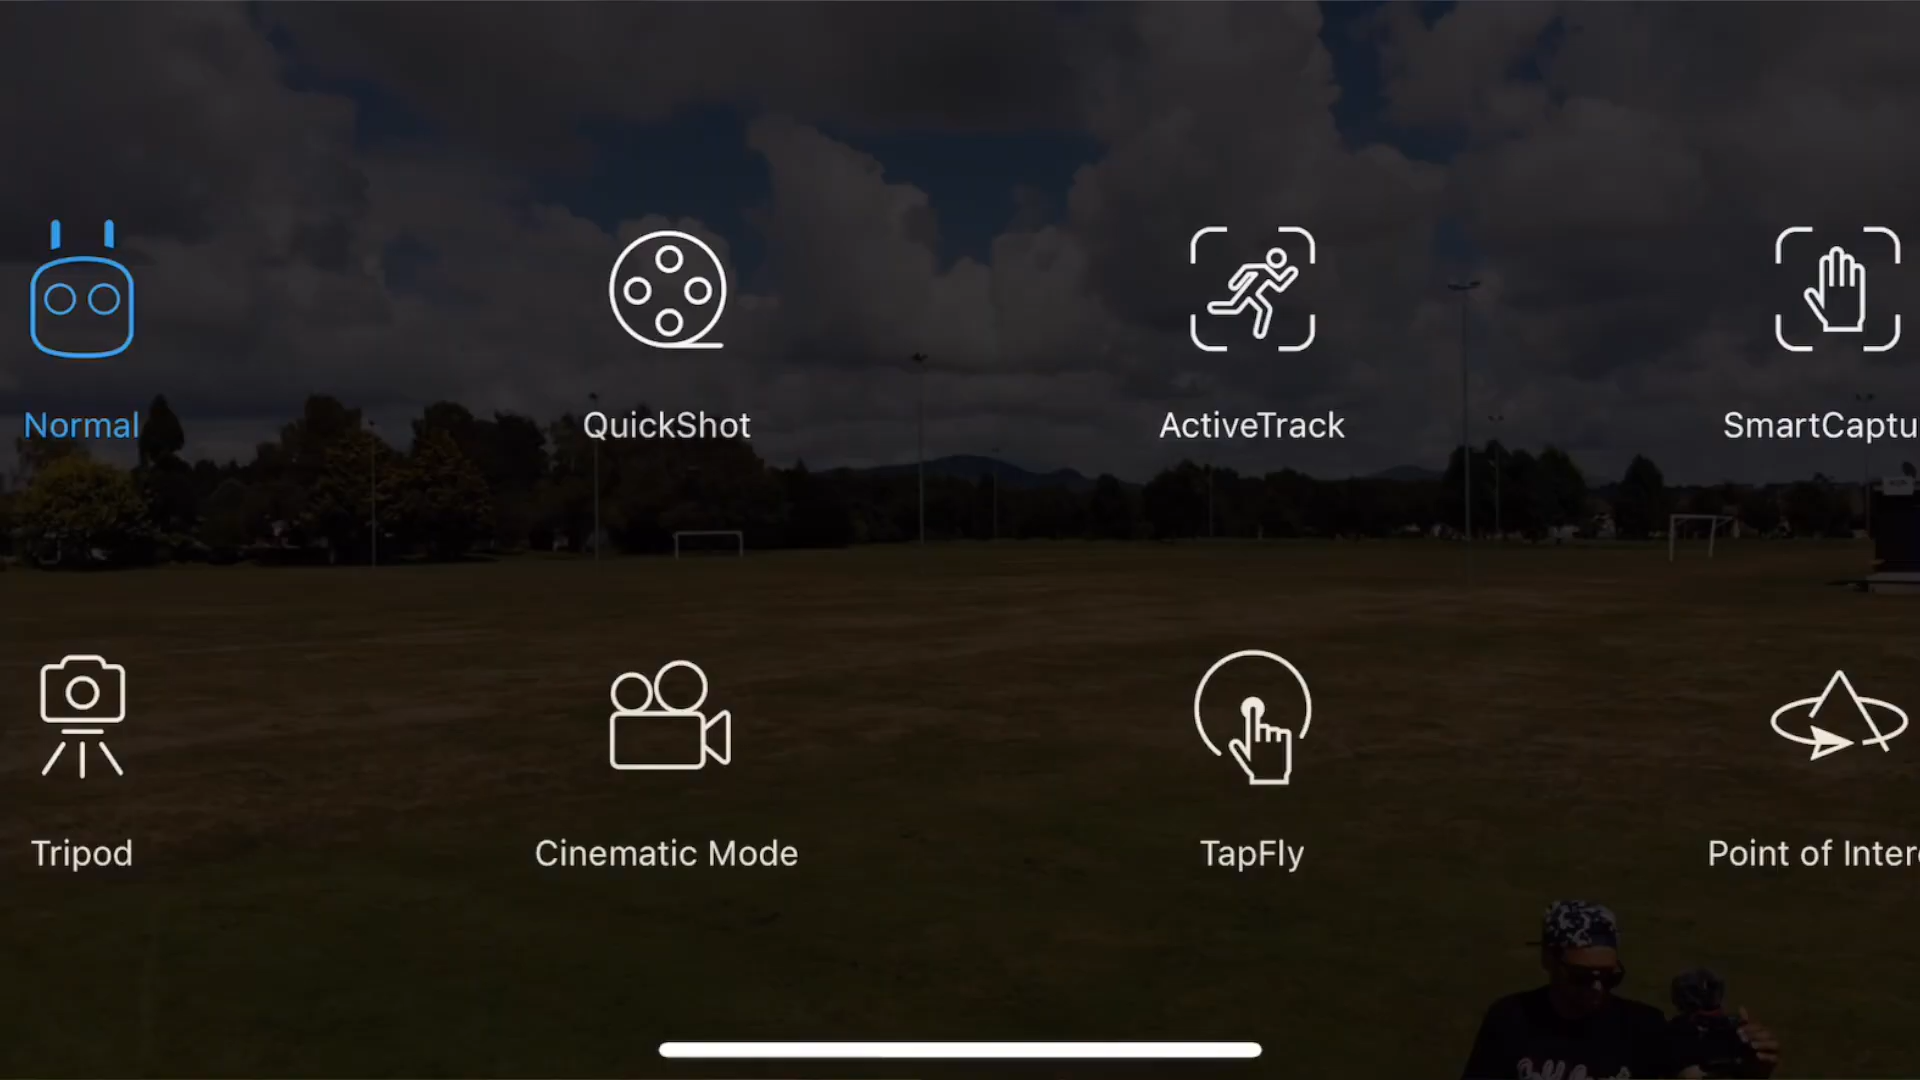 Normal
QuickShot
ActiveTrack
SmartCaptu
Tripod
Cinematic Mode
TapFly
Point of Inter